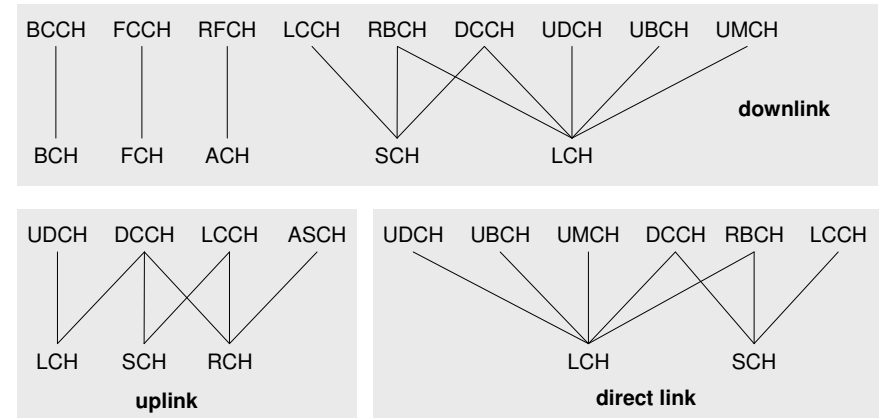 BCCH FCCH RFCH LCCH RBCH DCCH UDCH UBCH UMCH
downlink
BCH FCH ACH SCH LCH
UDCH DCCH LCCH ASCH
LCH SCH RCH
uplink
UDCH UBCH UMCH DCCH RBCH LCCH
LCH SCH
direct link